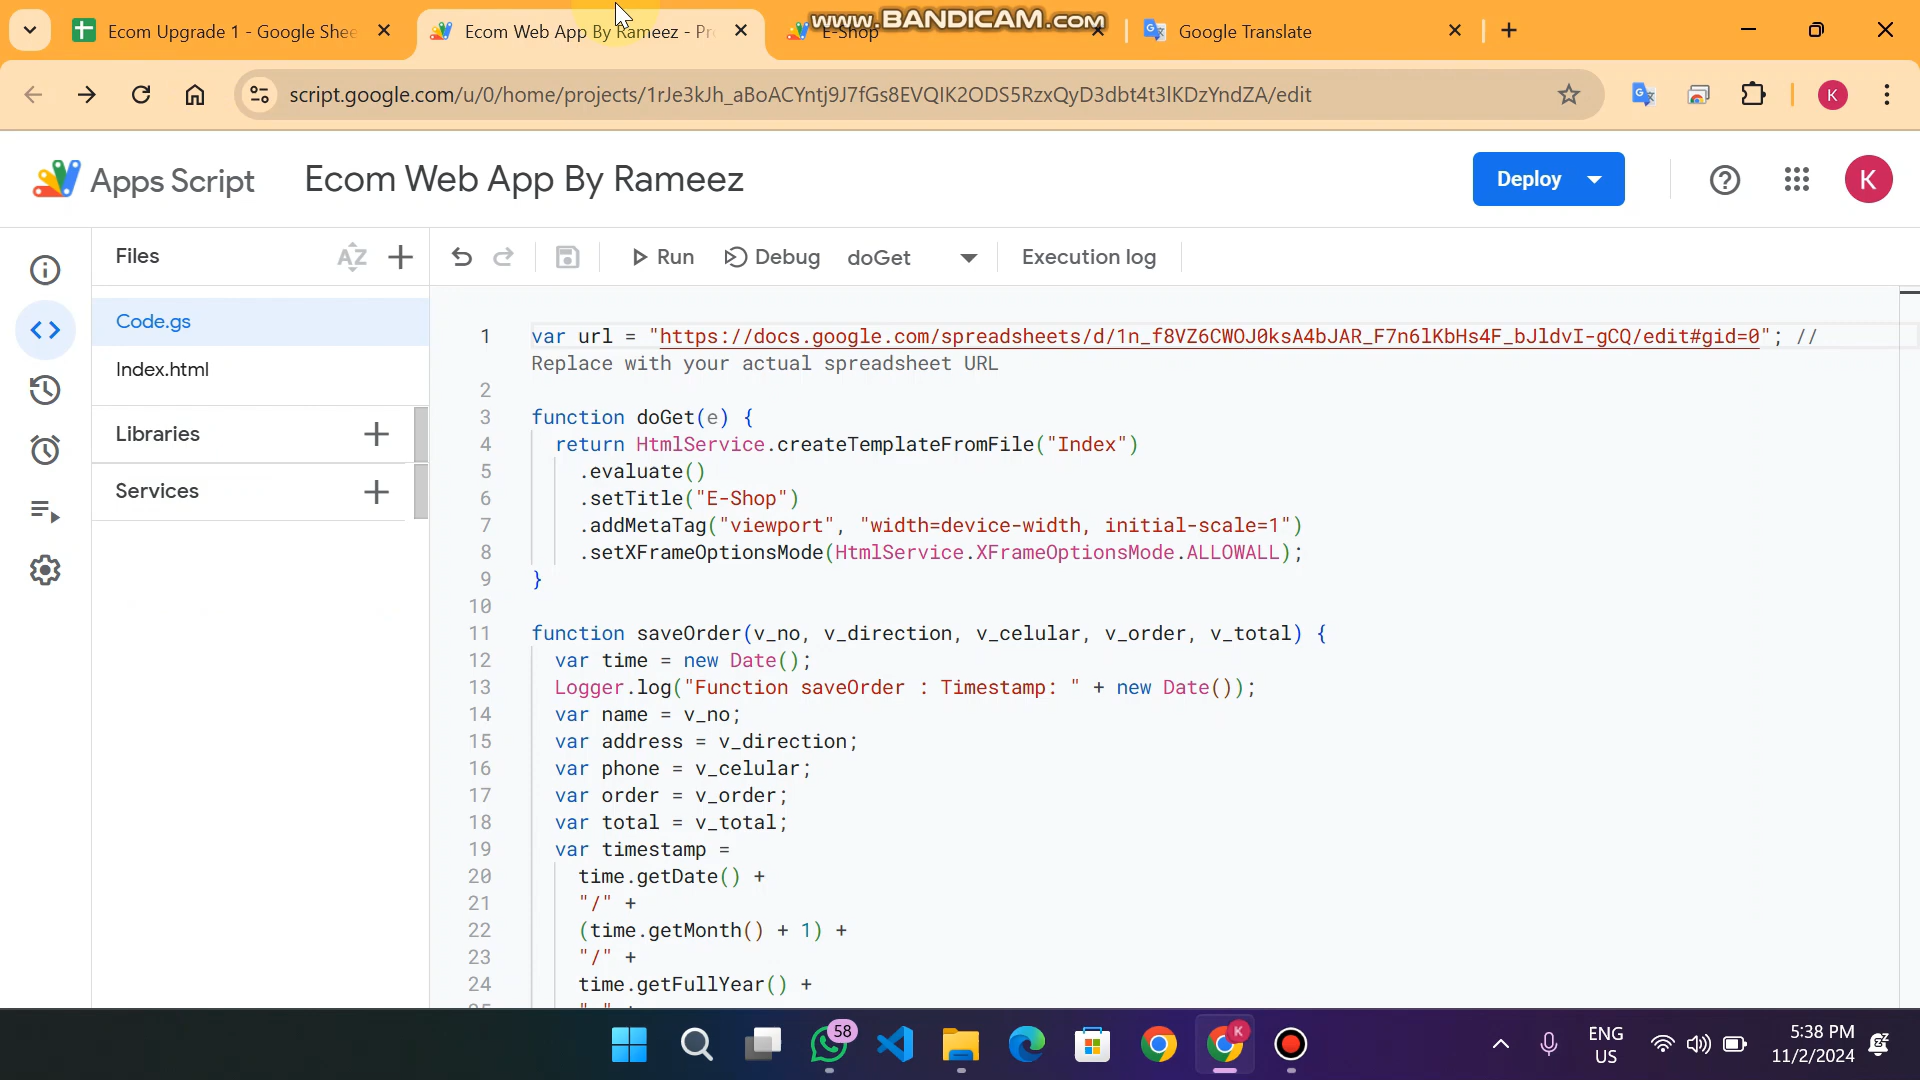 Ecom Upgrade 1 - Google Shee
Ecom Web App By Rameez - Pr
E-Shop
www.BANDICAM.com
Google Translate
script.google.com/u/0/home/projects/1rJe3kJh_aBoACYntj9J7fGs8EVQIK2ODS5RzxQyD3dbt4t3lKDzYndZA/edit
K
Apps Script
Ecom Web App By Rameez
Deploy
K
Files
AZ
Run
Debug
doGet
Execution log
Code.gs
Index.html
Libraries
Services
1 var url = "https://docs.google.com/spreadsheets/d/1n_f8VZ6CWOJ0ksA4bJAR_F7n6lKbHs4F_bJldvI-gCQ/edit#gid=0"; //
Replace with your actual spreadsheet URL
2
3 function doGet(e) {
4 return HtmlService.createTemplateFromFile("Index")
5 .evaluate()
6 .setTitle("E-Shop")
7 .addMetaTag("viewport", "width=device-width, initial-scale=1")
8 .setXFrameOptionsMode(HtmlService.XFrameOptionsMode.ALLOWALL);
9 }
10
11 function saveOrder(v_no, v_direction, v_celular, v_order, v_total) {
12 var time = new Date();
13 Logger.log("Function saveOrder : Timestamp: " + new Date());
14 var name = v_no;
15 var address = v_direction;
16 var phone = v_celular;
17 var order = v_order;
18 var total = v_total;
19 var timestamp =
20 time.getDate() +
21 "/" +
22 (time.getMonth() + 1) +
23 "/" +
24 time.getFullYear() +
58
K
ENG
US
5:38 PM
11/2/2024